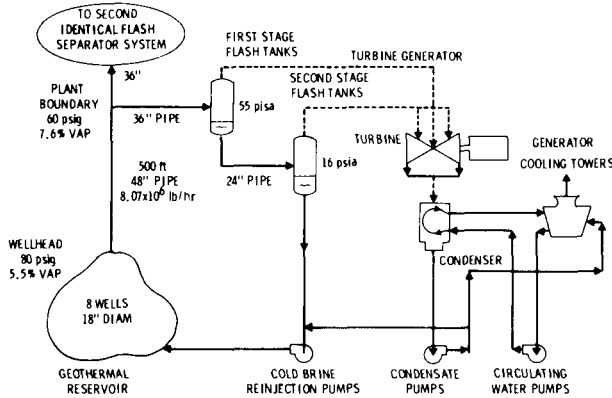 TO SECOND
IDENTICAL FLASH
SEPARATOR SYSTEM
36"
PLANT
BOUNDARY
60 psig
7.6% VAP
36" PIPE
FIRST STAGE
FLASH TANKS
55 pisa
TURBINE GENERATOR
SECOND STAGE
FLASH TANKS
TURBINE
16 psia
24" PIPE
GENERATOR
COOLING TOWERS
500 ft
48" PIPE
8.07x10⁶ lb/hr
WELLHEAD
80 psig
5.5% VAP
CONDENSER
8 WELLS
18" DIAM
GEOTHERMAL
RESERVOIR
COLD BRINE
REINJECTION PUMPS
CONDENSATE
PUMPS
CIRCULATING
WATER PUMPS